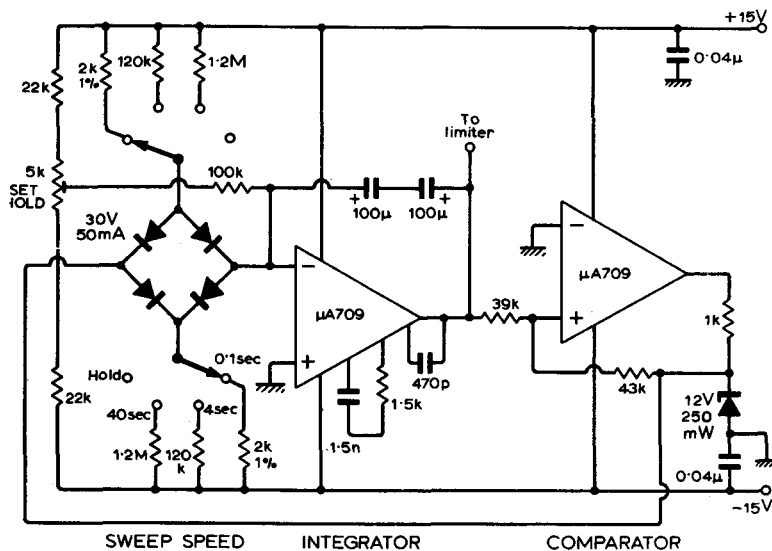 +15V
22k
2k
1%
120k
1·2M
0·04μ
To
limiter
5k
SET
HOLD
100k
100μ
100μ
+
+
30V
50mA
−
μA709
+
−
μA709
+
39k
1k
43k
470p
1·5k
1·5n
0·1sec
Hold
40sec
4sec
22k
1·2M
120
k
2k
1%
12V
250
mW
0·04μ
−15V
SWEEP SPEED
INTEGRATOR
COMPARATOR